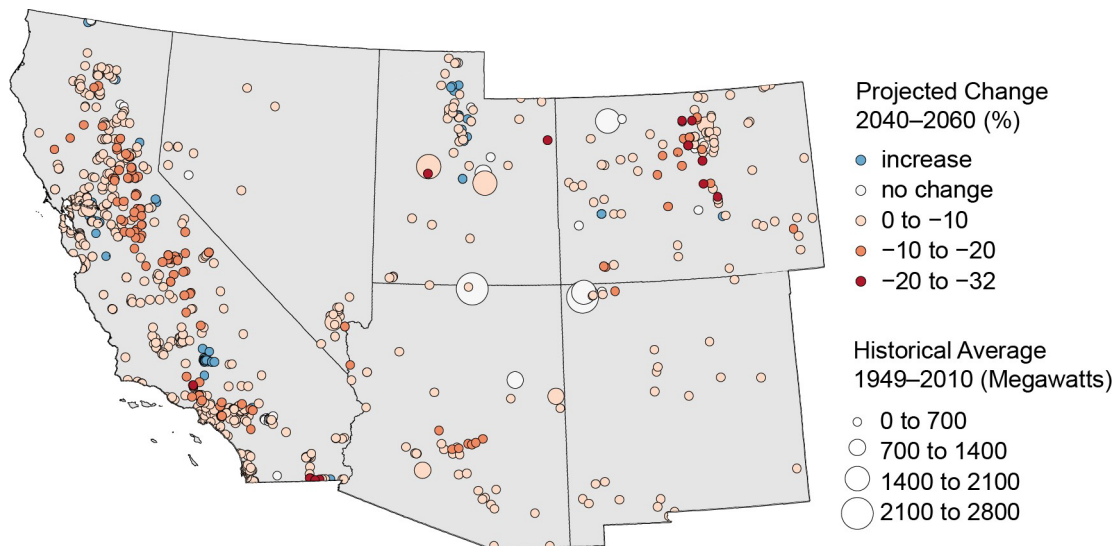 Projected Change
2040–2060 (%)
increase
no change
0 to −10
−10 to −20
−20 to −32
Historical Average
1949–2010 (Megawatts)
0 to 700
700 to 1400
1400 to 2100
2100 to 2800